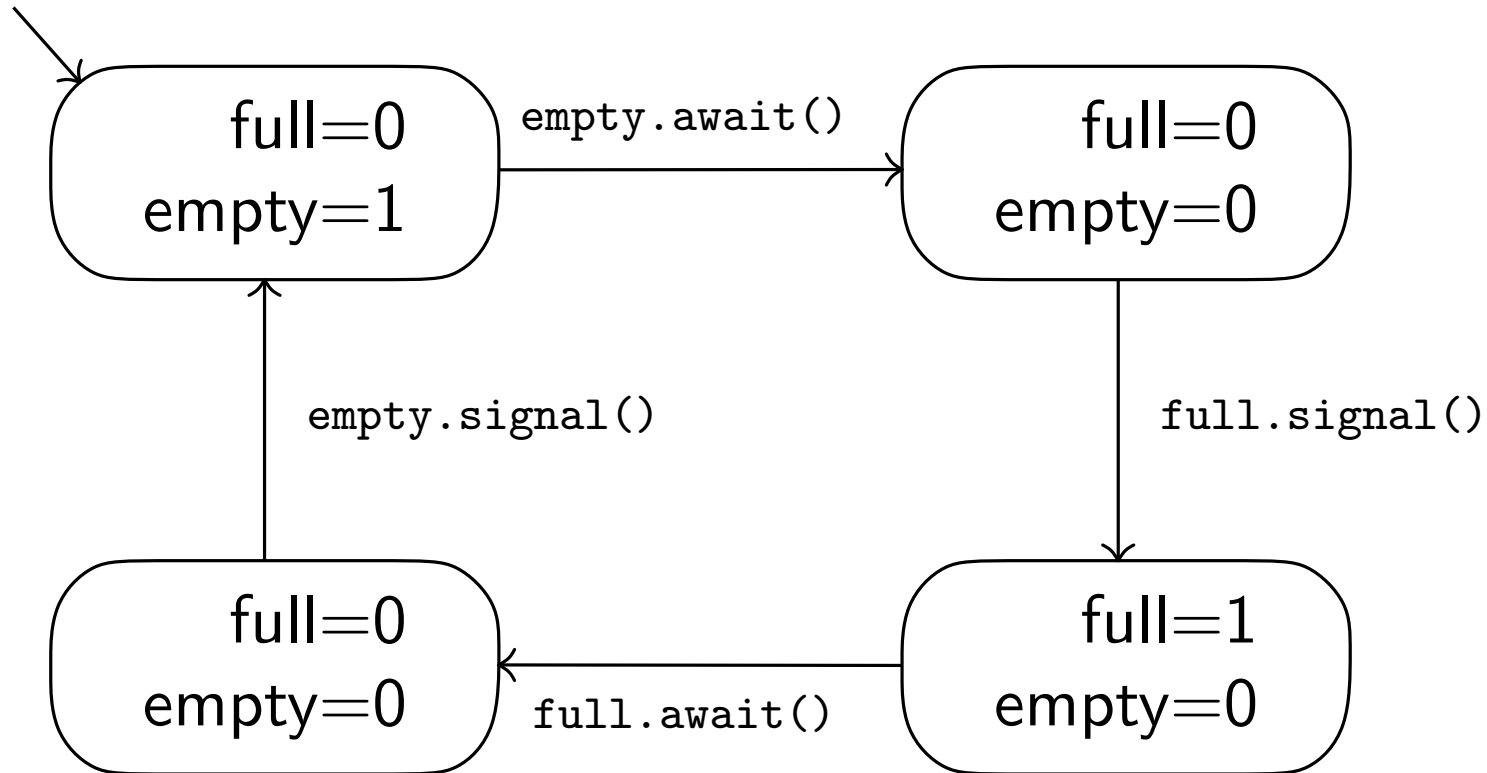 full=0
empty=1
empty.await()
full=0
empty=0
empty.signal()
full.signal()
full=0
empty=0
full.await()
full=1
empty=0